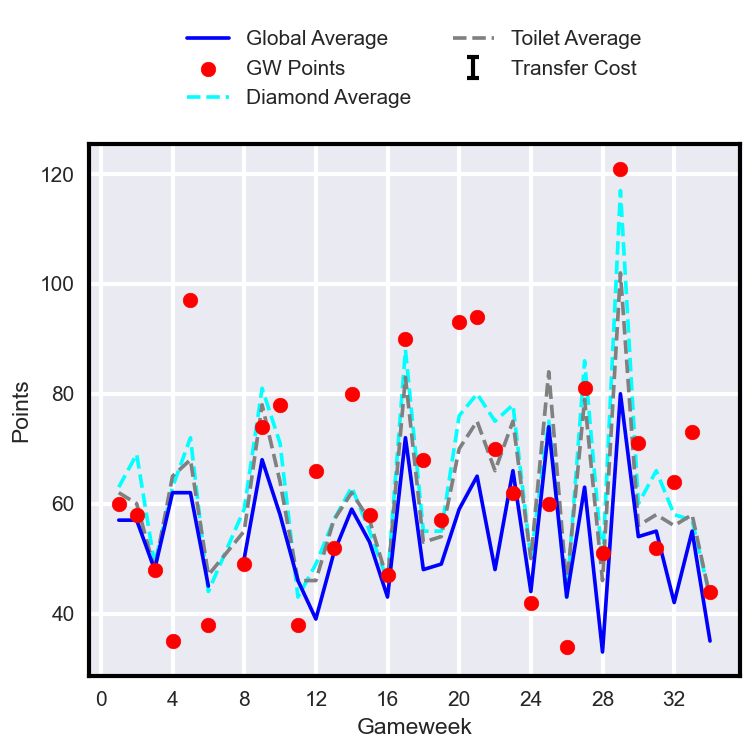 Global Average
GW Points
Diamond Average
Toilet Average
Transfer Cost
120
100
80
60
40
Points
0 4 8 12 16 20 24 28 32
Gameweek